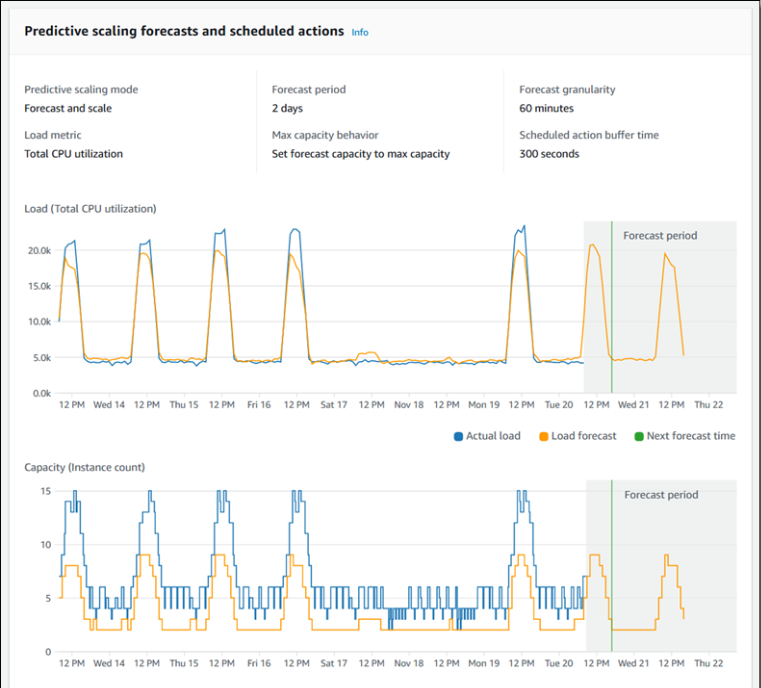 Predictive scaling forecasts and scheduled actions Info
Predictive scaling mode
Forecast and scale
Forecast period
2 days
Forecast granularity
60 minutes
Load metric
Total CPU utilization
Max capacity behavior
Set forecast capacity to max capacity
Scheduled action buffer time
300 seconds
Load (Total CPU utilization)
Forecast period
20.0k
15.0k
10.0k
5.0k
0.0k
12 PM Wed 14 12 PM Thu 15 12 PM Fri 16 12 PM Sat 17 12 PM Nov 18 12 PM Mon 19 12 PM Tue 20 12 PM Wed 21 12 PM Thu 22
Actual load Load forecast Next forecast time
Capacity (Instance count)
Forecast period
15
10
5
0
12 PM Wed 14 12 PM Thu 15 12 PM Fri 16 12 PM Sat 17 12 PM Nov 18 12 PM Mon 19 12 PM Tue 20 12 PM Wed 21 12 PM Thu 22